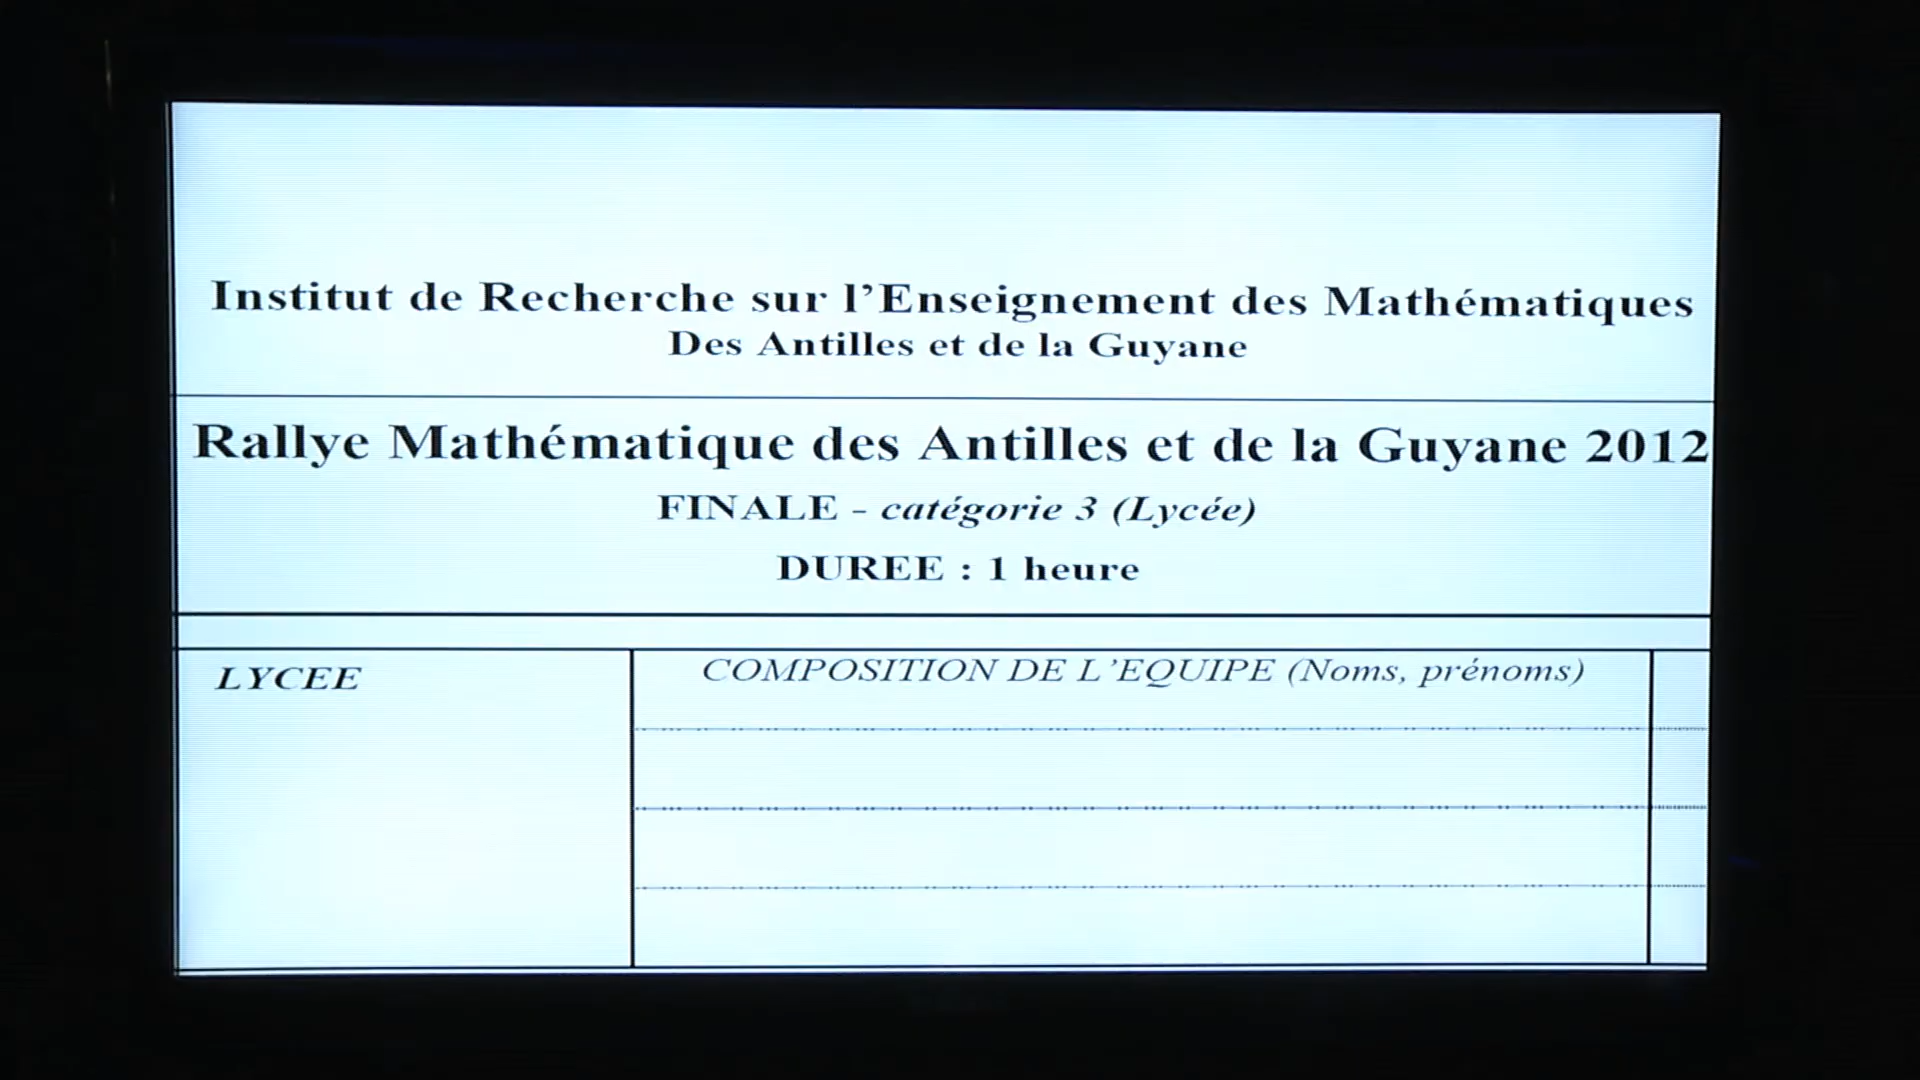 Institut de Recherche sur l’Enseignement des Mathématiques
Des Antilles et de la Guyane
Rallye Mathématique des Antilles et de la Guyane 2012
FINALE - catégorie 3 (Lycée)
DUREE : 1 heure
LYCEE
COMPOSITION DE L’EQUIPE (Noms, prénoms)